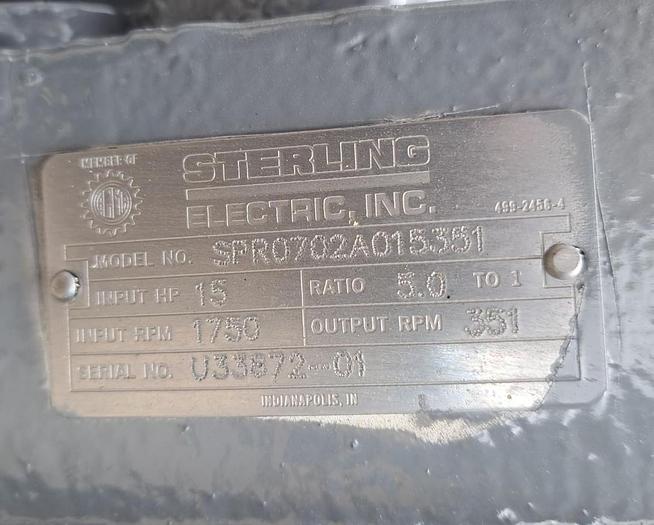 MEMBER OF
AGMA
STERLING
ELECTRIC, INC.
499-2456-4
MODEL NO. SPR0702A015351
INPUT HP 15 RATIO 5.0 TO 1
INPUT RPM 1750 OUTPUT RPM 351
SERIAL NO. U33872-01
INDIANAPOLIS, IN